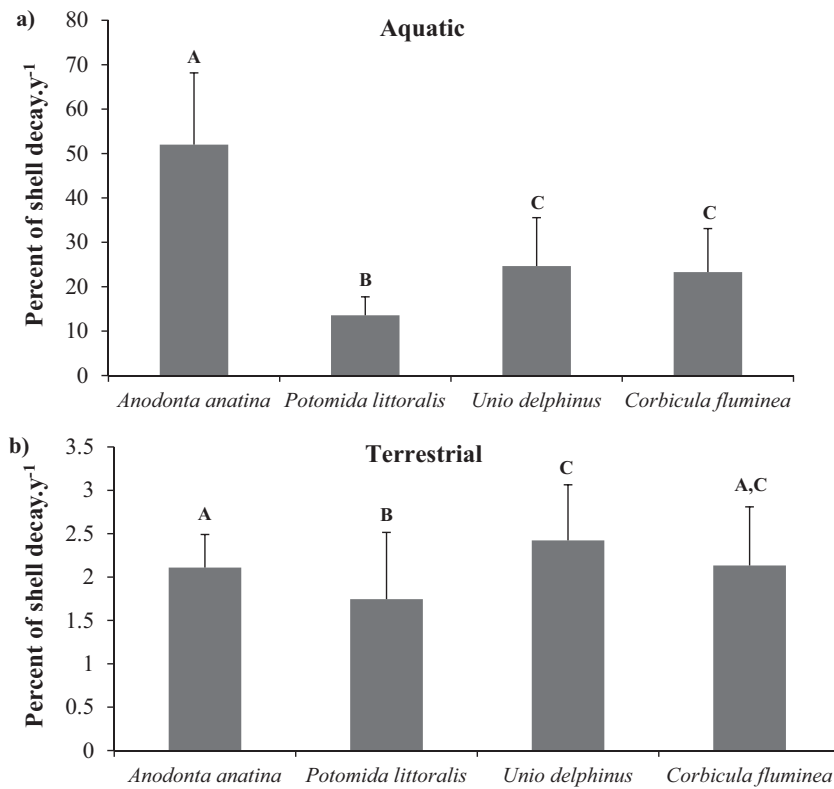 a)
Aquatic
Percent of shell decay.y-1
80
70
60
50
40
30
20
10
0
A
B
C
C
Anodonta anatina Potomida littoralis Unio delphinus Corbicula fluminea
b)
Terrestrial
Percent of shell decay.y-1
3.5
3
2.5
2
1.5
1
0.5
0
A
B
C
A,C
Anodonta anatina Potomida littoralis Unio delphinus Corbicula fluminea